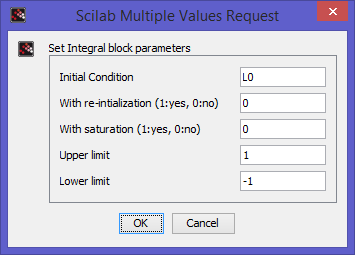 Scilab Multiple Values Request
Set Integral block parameters
Initial Condition L0
With re-intialization (1:yes, 0:no) 0
With saturation (1:yes, 0:no) 0
Upper limit 1
Lower limit -1
OK Cancel